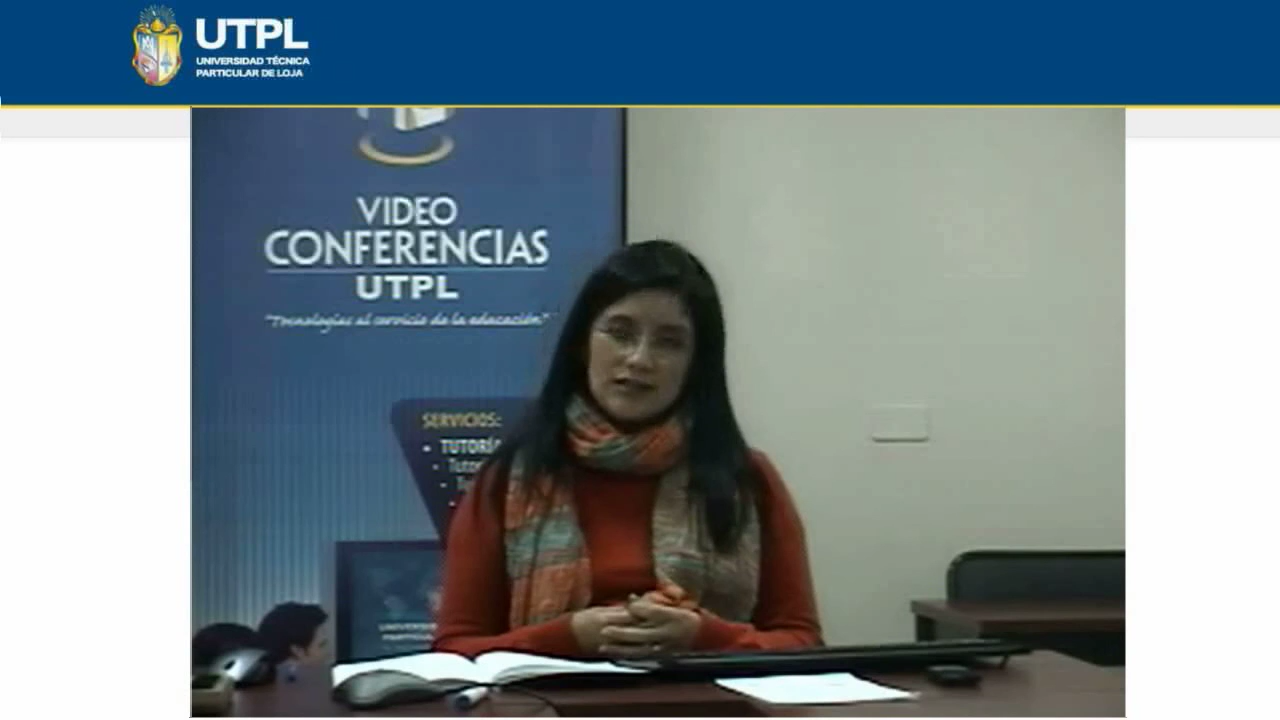 UTPL
UNIVERSIDAD TÉCNICA
PARTICULAR DE LOJA
VIDEO
CONFERENCIAS
UTPL
"Tecnologías al servicio de la educación"
SERVICIOS:
• TUTORÍA